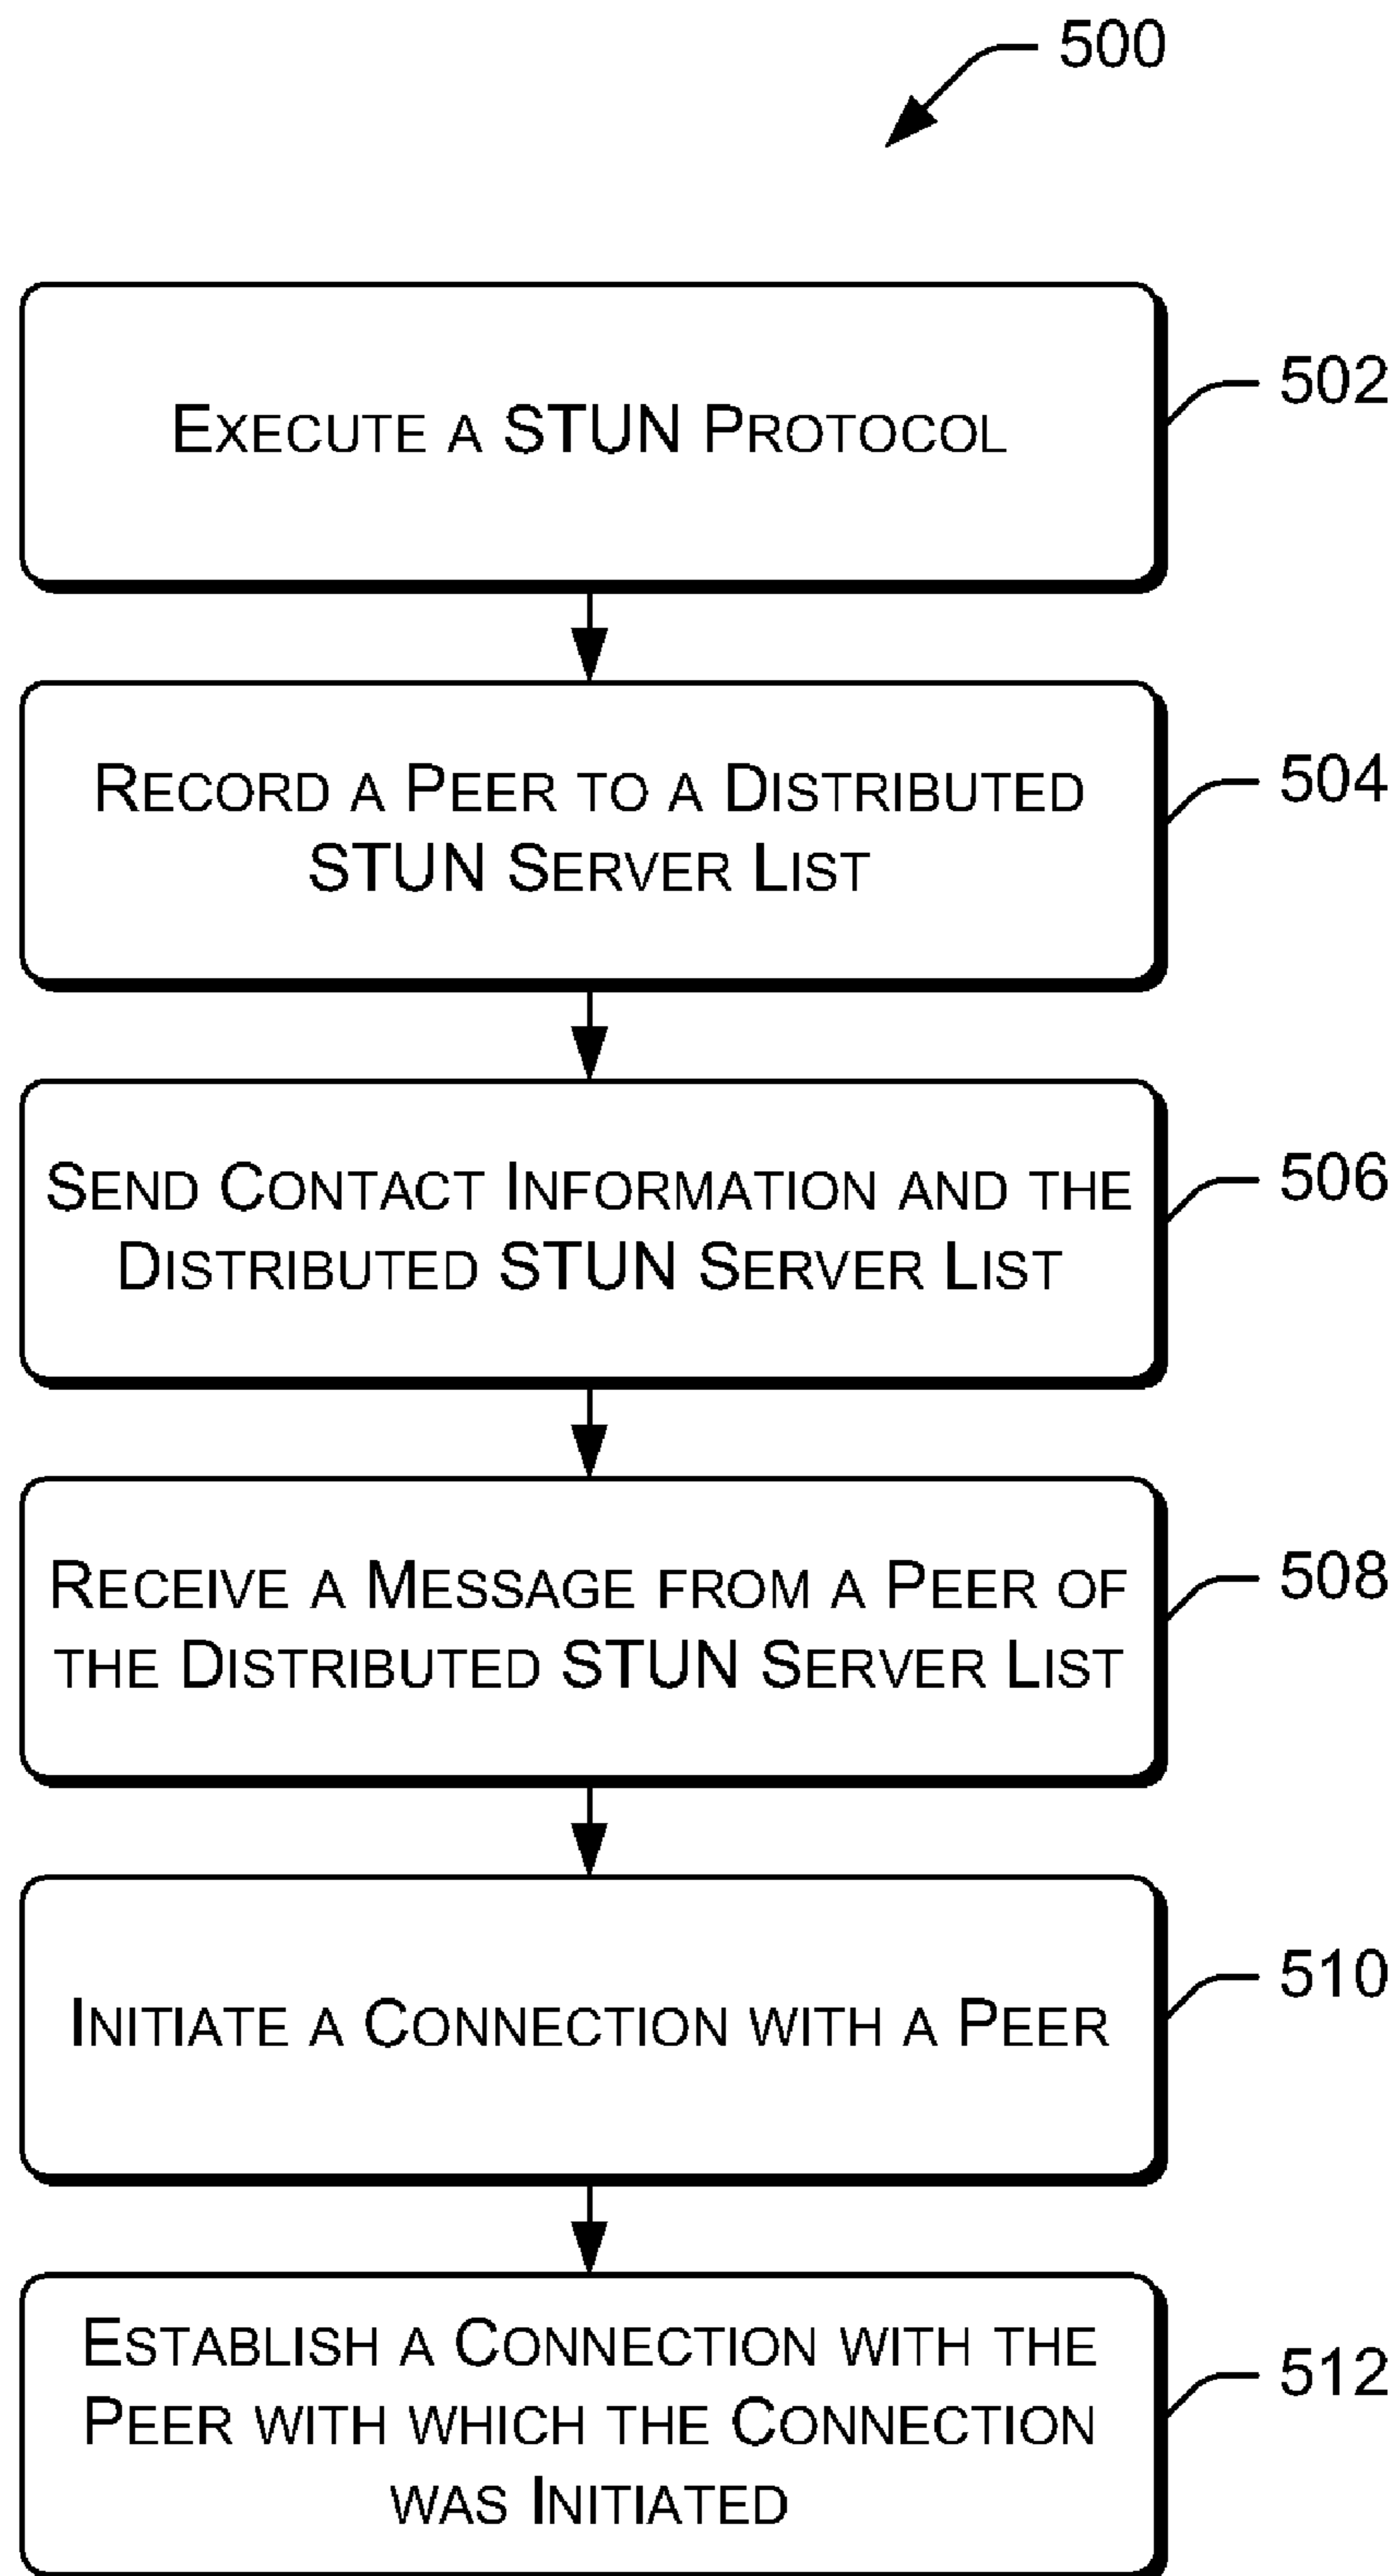 500
EXECUTE A STUN PROTOCOL
502
RECORD A PEER TO A DISTRIBUTED
STUN SERVER LIST
504
SEND CONTACT INFORMATION AND THE
DISTRIBUTED STUN SERVER LIST
506
RECEIVE A MESSAGE FROM A PEER OF
THE DISTRIBUTED STUN SERVER LIST
508
INITIATE A CONNECTION WITH A PEER
510
ESTABLISH A CONNECTION WITH THE
PEER WITH WHICH THE CONNECTION
WAS INITIATED
512